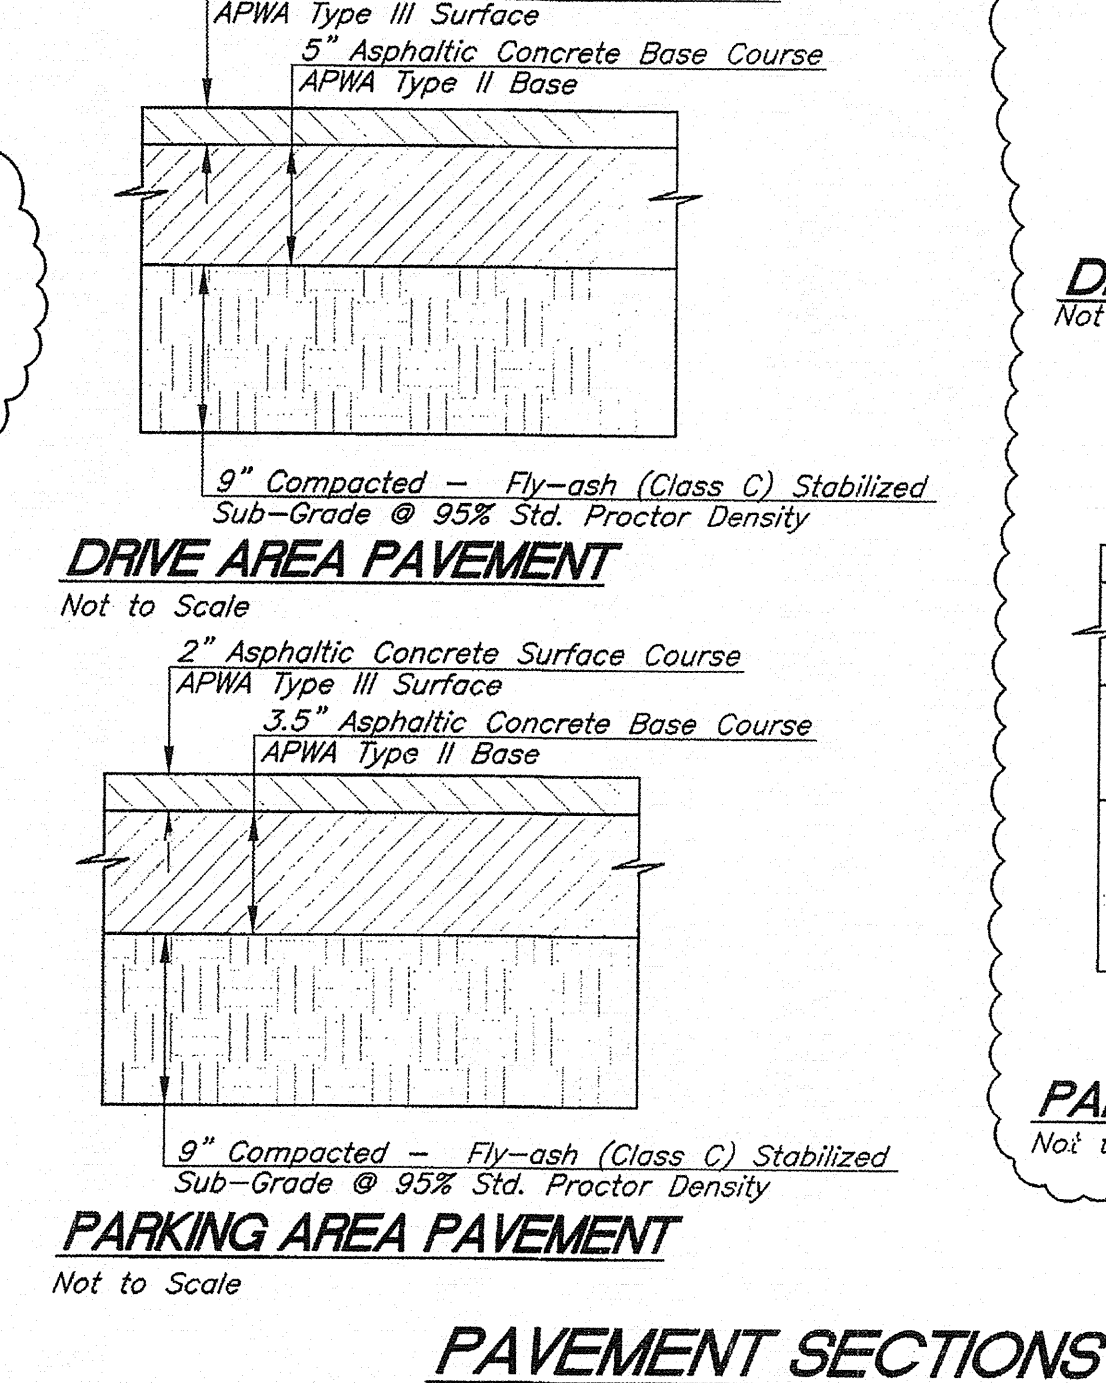 APWA Type III Surface
5" Asphaltic Concrete Base Course
APWA Type II Base
9" Compacted – Fly-ash (Class C) Stabilized
Sub-Grade @ 95% Std. Proctor Density
DRIVE AREA PAVEMENT
Not to Scale
2" Asphaltic Concrete Surface Course
APWA Type III Surface
3.5" Asphaltic Concrete Base Course
APWA Type II Base
9" Compacted – Fly-ash (Class C) Stabilized
Sub-Grade @ 95% Std. Proctor Density
PARKING AREA PAVEMENT
Not to Scale
PAVEMENT SECTIONS
Not
Not